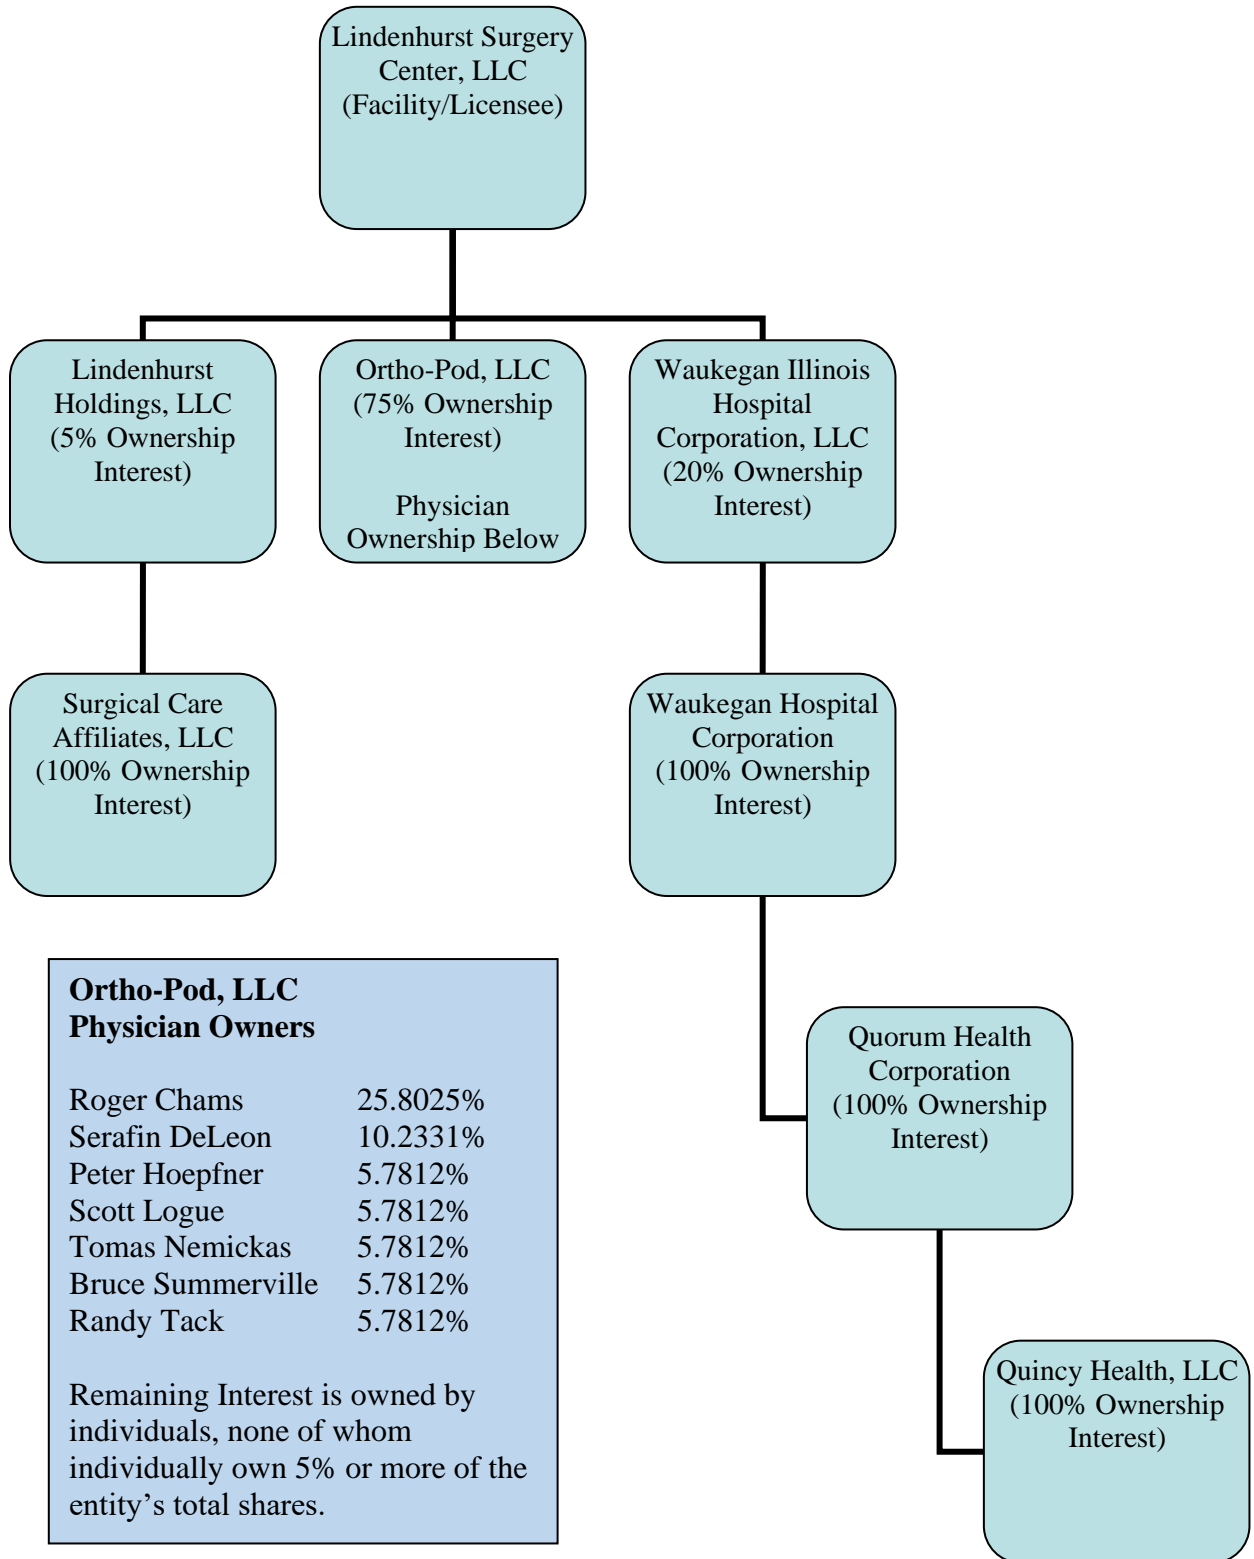 Lindenhurst Surgery
Center, LLC
(Facility/Licensee)
Lindenhurst
Holdings, LLC
(5% Ownership
Interest)
Ortho-Pod, LLC
(75% Ownership
Interest)
Physician
Ownership Below
Waukegan Illinois
Hospital
Corporation, LLC
(20% Ownership
Interest)
Surgical Care
Affiliates, LLC
(100% Ownership
Interest)
Waukegan Hospital
Corporation
(100% Ownership
Interest)
Quorum Health
Corporation
(100% Ownership
Interest)
Quincy Health, LLC
(100% Ownership
Interest)
Ortho-Pod, LLC
Physician Owners
Roger Chams 25.8025%
Serafin DeLeon 10.2331%
Peter Hoepfner 5.7812%
Scott Logue 5.7812%
Tomas Nemickas 5.7812%
Bruce Summerville 5.7812%
Randy Tack 5.7812%
Remaining Interest is owned by
individuals, none of whom
individually own 5% or more of the
entity's total shares.